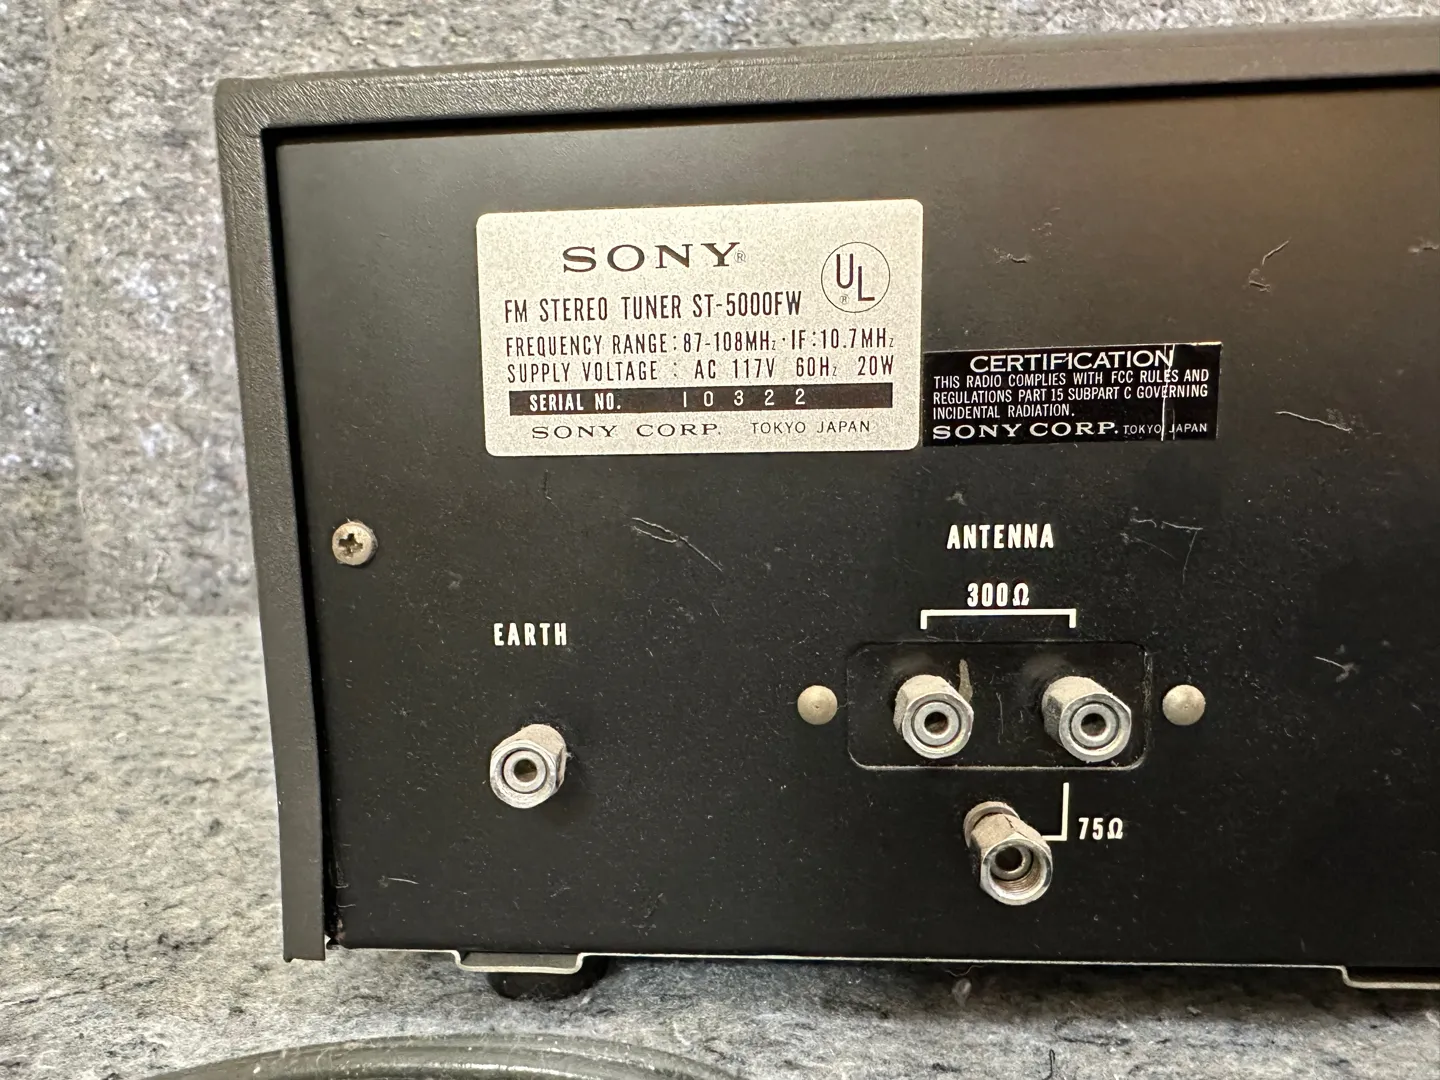 SONY®
UL®
FM STEREO TUNER ST-5000FW
FREQUENCY RANGE:87-108MHz·IF:10.7MHz
SUPPLY VOLTAGE : AC 117V 60Hz 20W
SERIAL NO. 10322
SONY CORP. TOKYO JAPAN
CERTIFICATION
THIS RADIO COMPLIES WITH FCC RULES AND
REGULATIONS PART 15 SUBPART C GOVERNING
INCIDENTAL RADIATION.
SONY CORP. TOKYO JAPAN
ANTENNA
300Ω
EARTH
75Ω